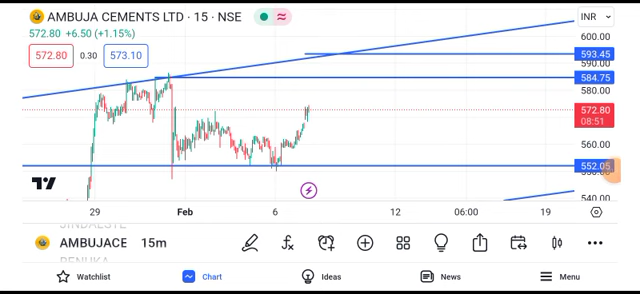 AMBUJA CEMENTS LTD · 15 · NSE
INR
572.80 +6.50 (+1.15%)
572.80 0.30 573.10
600.00
593.45
590.00
584.75
580.00
572.80
08:51
560.00
552.05
540.00
29 Feb 6 12 06:00 19
JINDALSTE
AMBUJACE 15m
RENUKA
Watchlist Chart Ideas News Menu